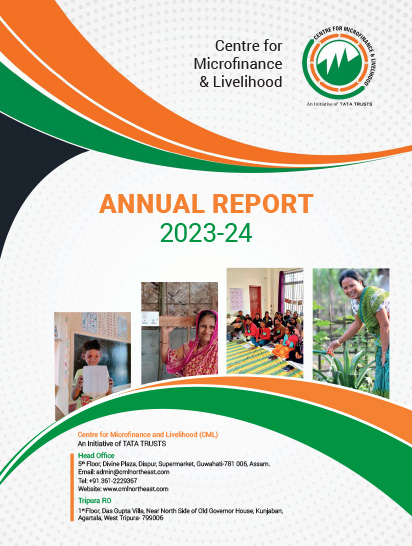 Centre for
Microfinance
& Livelihood
CENTRE FOR MICROFINANCE & LIVELIHOOD
An Initiative of TATA TRUSTS
ANNUAL REPORT
2023-24
Centre for Microfinance and Livelihood (CML)
An Initiative of TATA TRUSTS
Head Office
5th Floor, Divine Plaza, Dispur, Supermarket, Guwahati-781 006, Assam.
Email: admin@cmlnortheast.com
Tel: +91 361-2229367
Website: www.cmlnortheast.com
Tripura RO
1st Floor, Das Gupta Villa, Near North Side of Old Governor House, Kunjaban,
Agartala, West Tripura- 799006